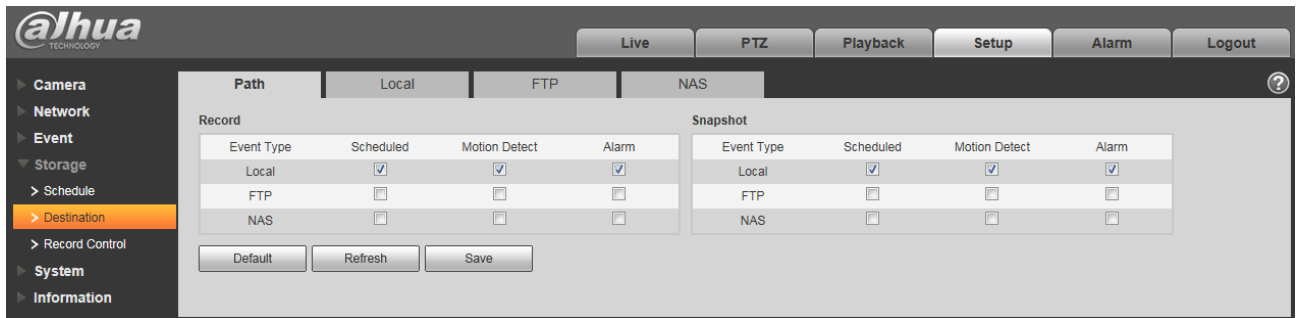 alhua
TECHNOLOGY
Live PTZ Playback Setup Alarm Logout
Camera
Network
Event
Storage
> Schedule
> Destination
> Record Control
System
Information
Path Local FTP NAS ?
Record
Event Type Scheduled Motion Detect Alarm
Local
FTP
NAS
Snapshot
Event Type Scheduled Motion Detect Alarm
Local
FTP
NAS
Default Refresh Save